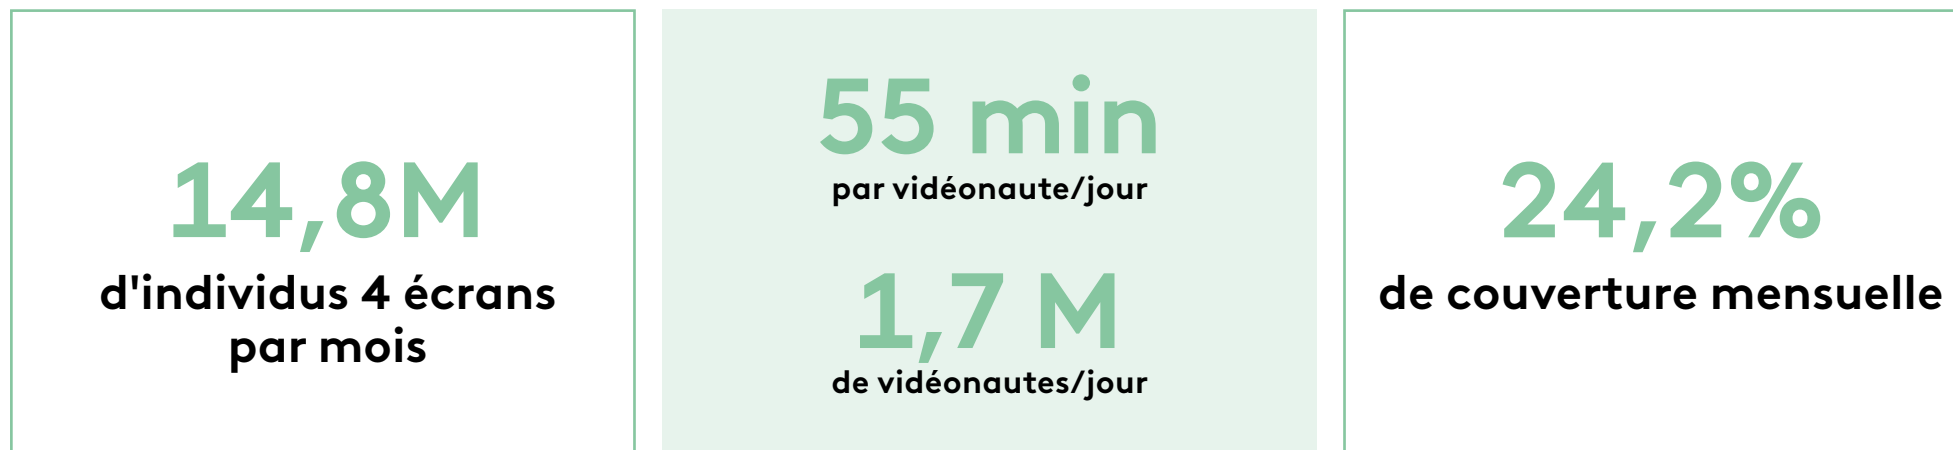 14,8M
d'individus 4 écrans
par mois
55 min
par vidéonaute/jour
1,7 M
de vidéonautes/jour
24,2%
de couverture mensuelle